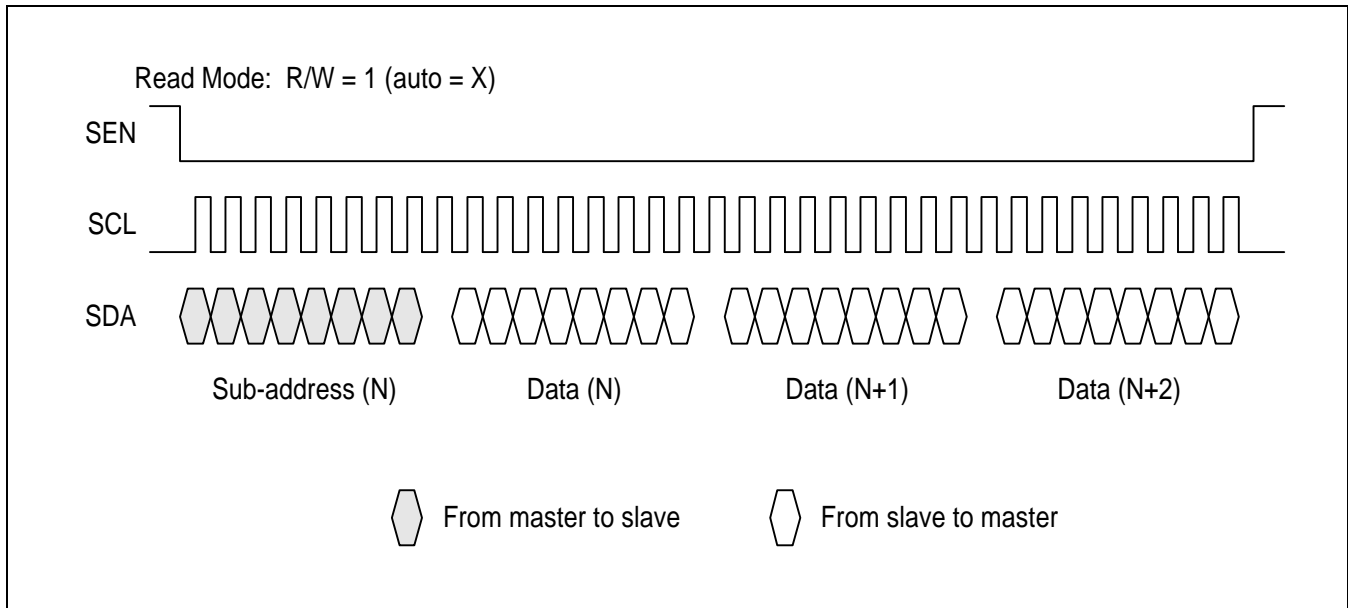 Read Mode: R/W = 1 (auto = X)
SEN
SCL
SDA
Sub-address (N) Data (N) Data (N+1) Data (N+2)
From master to slave From slave to master